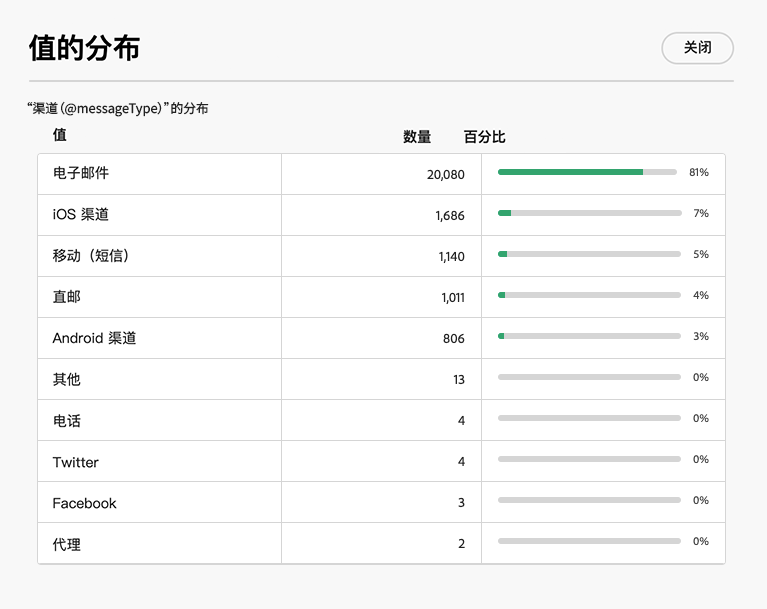 值的分布
关闭
“渠道 (@messageType)” 的分布
值 数量 百分比
电子邮件 20,080 81%
iOS 渠道 1,686 7%
移动（短信） 1,140 5%
直邮 1,011 4%
Android 渠道 806 3%
其他 13 0%
电话 4 0%
Twitter 4 0%
Facebook 3 0%
代理 2 0%